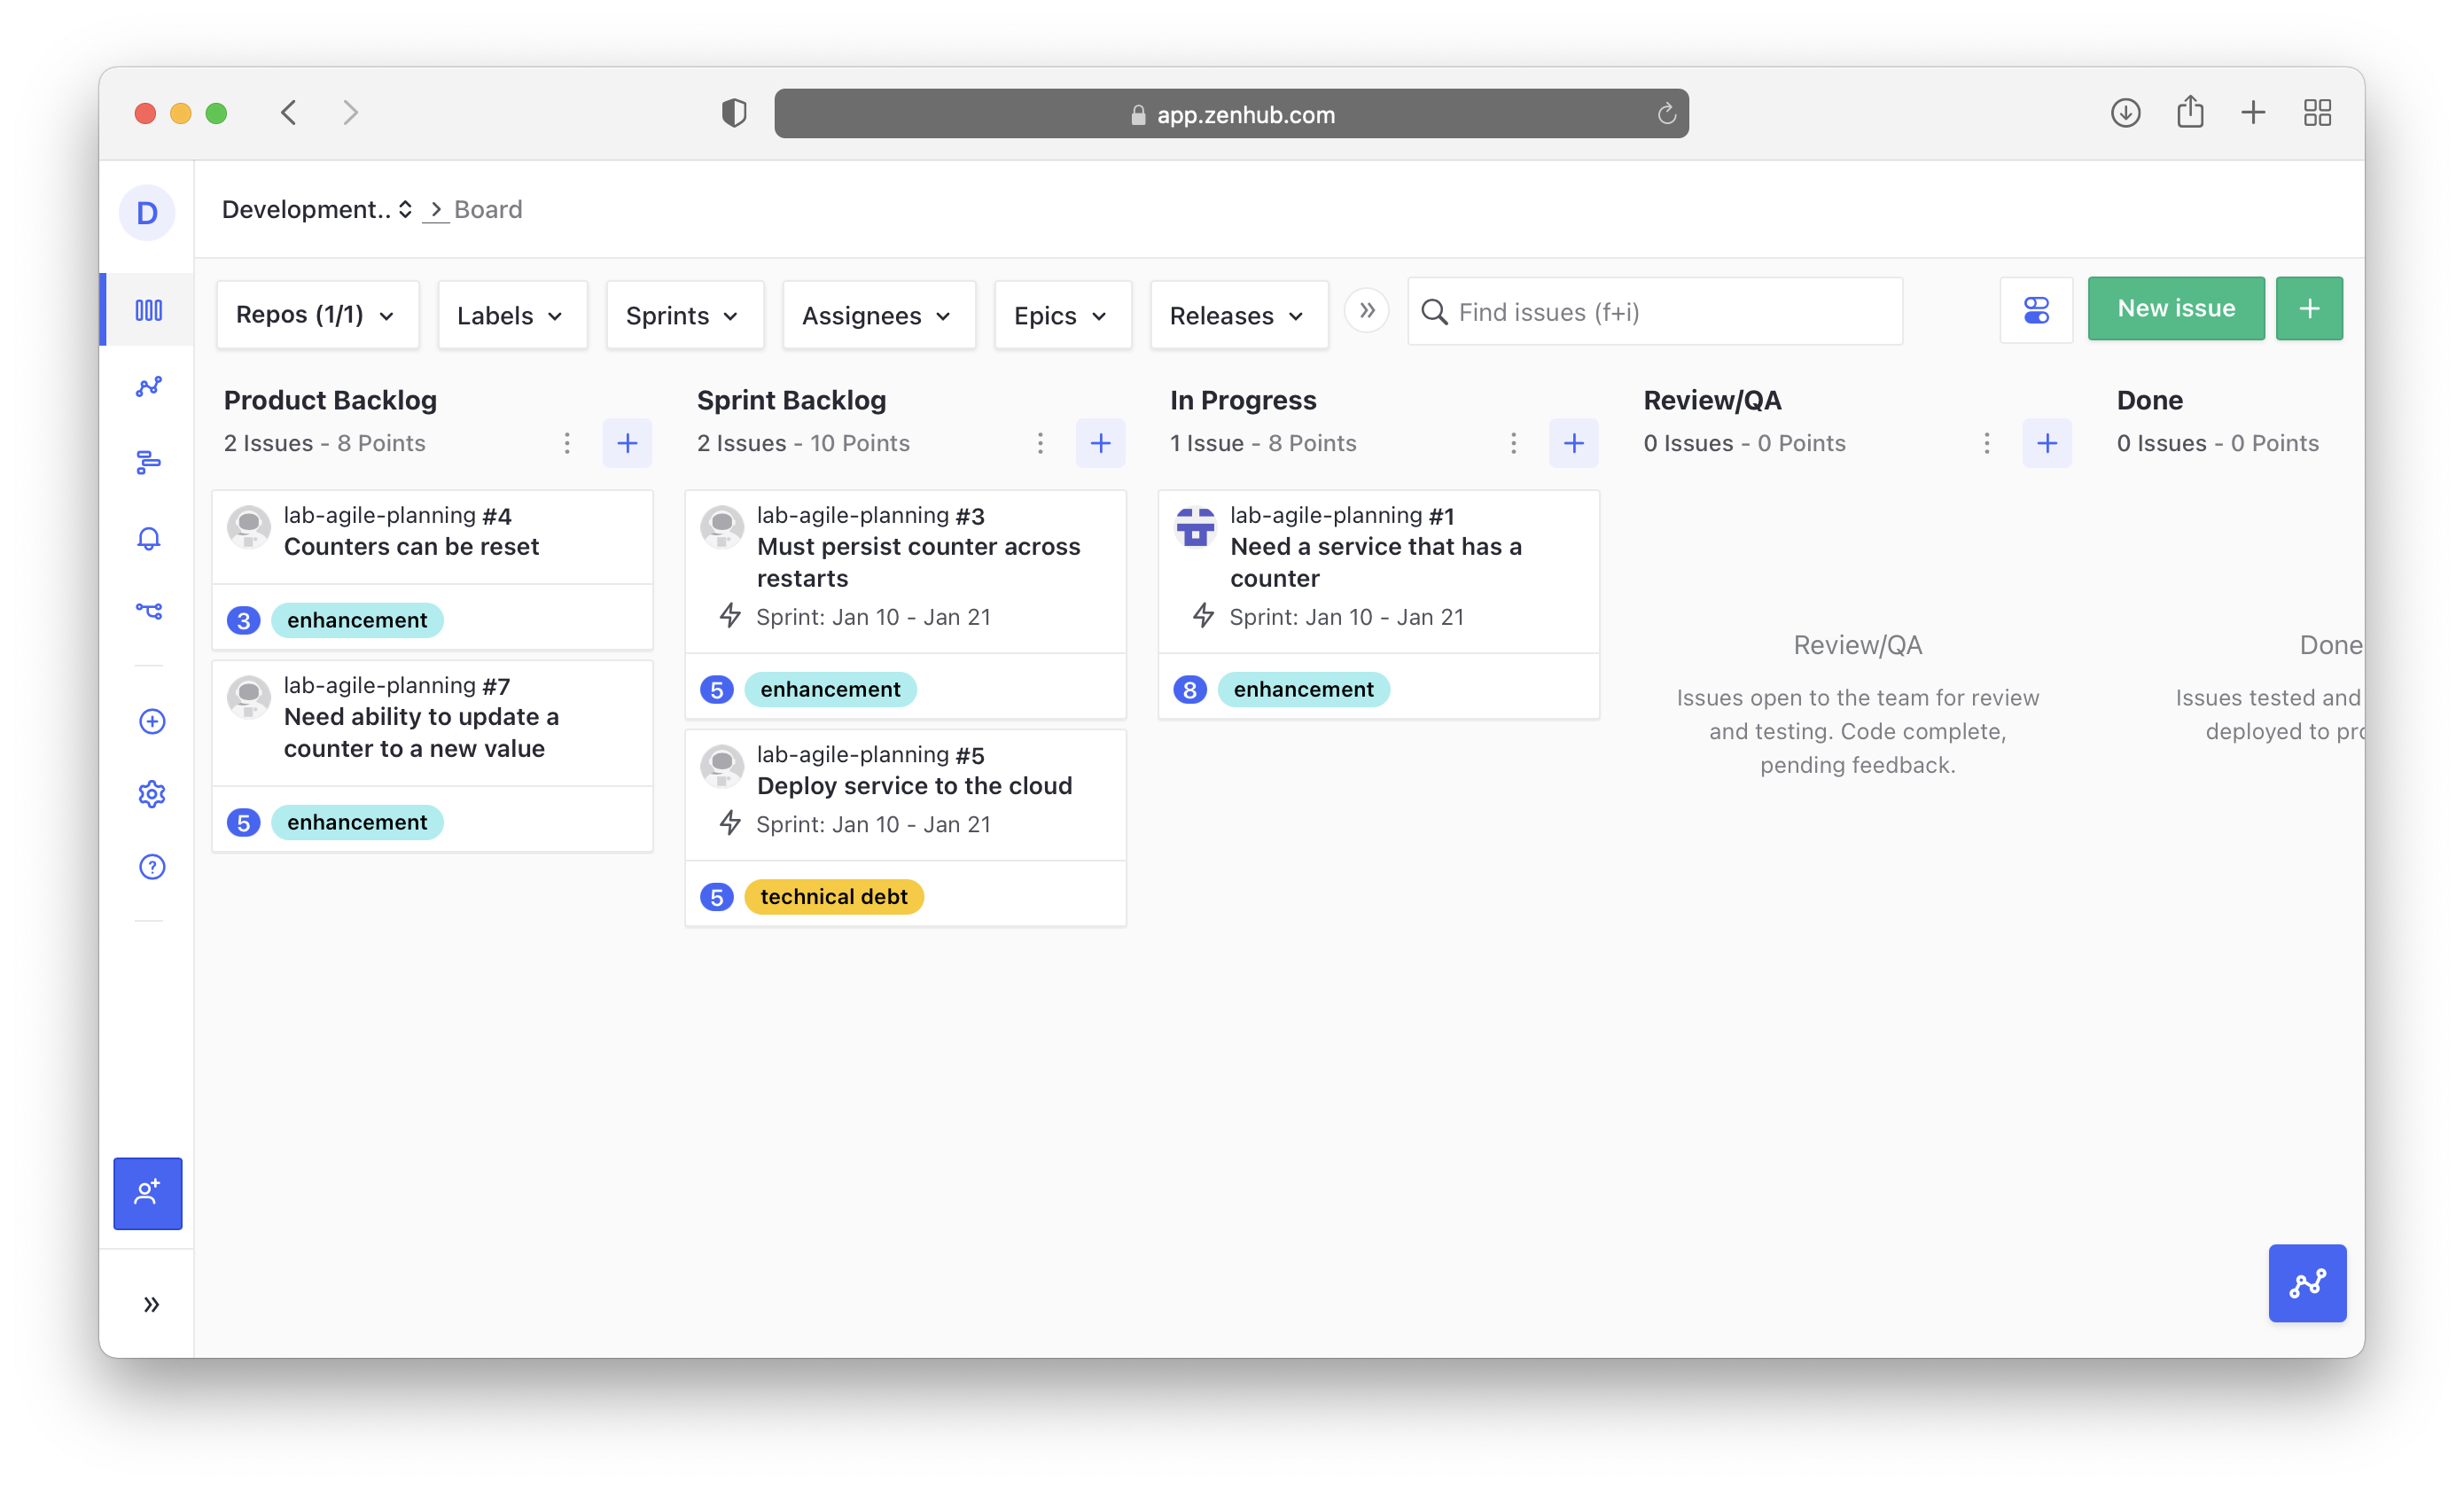 app.zenhub.com
D
Development.. > Board
Repos (1/1)
Labels
Sprints
Assignees
Epics
Releases
Find issues (f+i)
New issue
Product Backlog
2 Issues - 8 Points
lab-agile-planning #4
Counters can be reset
3 enhancement
lab-agile-planning #7
Need ability to update a
counter to a new value
5 enhancement
Sprint Backlog
2 Issues - 10 Points
lab-agile-planning #3
Must persist counter across
restarts
Sprint: Jan 10 - Jan 21
5 enhancement
lab-agile-planning #5
Deploy service to the cloud
Sprint: Jan 10 - Jan 21
5 technical debt
In Progress
1 Issue - 8 Points
lab-agile-planning #1
Need a service that has a
counter
Sprint: Jan 10 - Jan 21
8 enhancement
Review/QA
0 Issues - 0 Points
Review/QA
Issues open to the team for review
and testing. Code complete,
pending feedback.
Done
0 Issues - 0 Points
Done
Issues tested and
deployed to